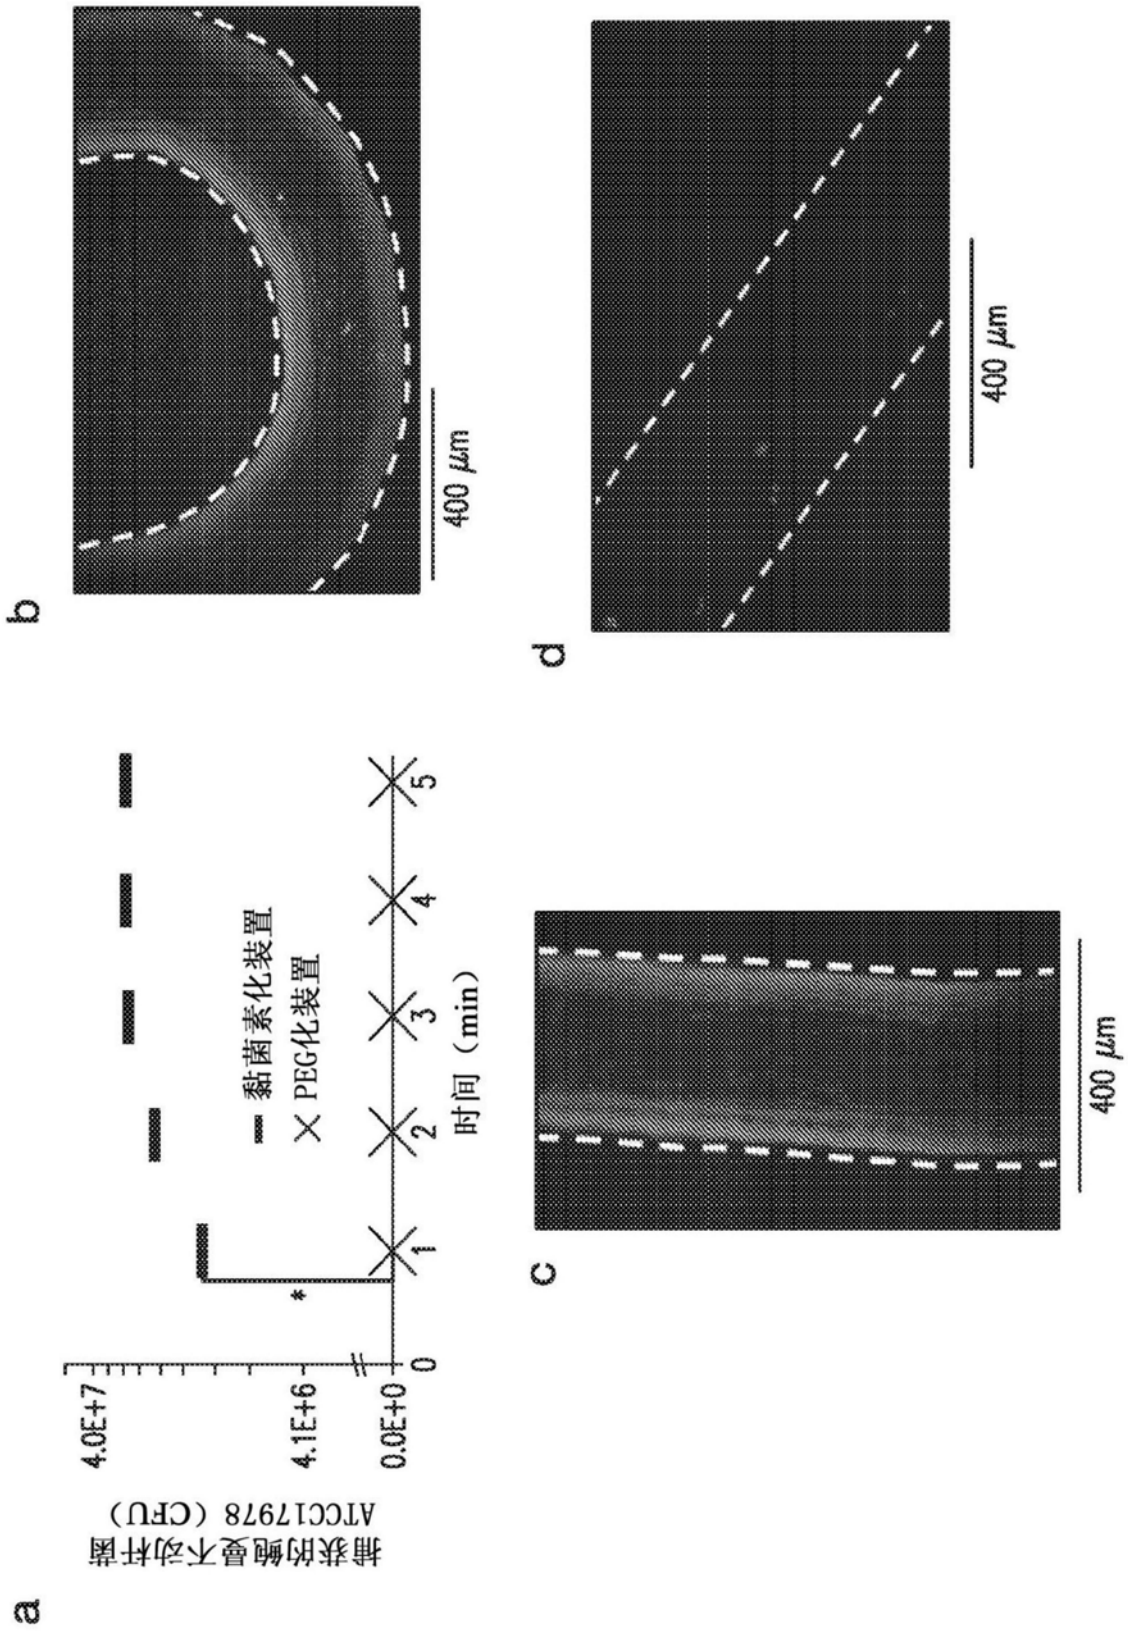 a
捕获的鲍曼不动杆菌
ATCC17978（CFU）
4.0E+7
4.1E+6
0.0E+0
*
0
1
2
3
4
5
时间（min）
黏菌素化装置
PEG化装置
b
400 μm
c
400 μm
d
400 μm